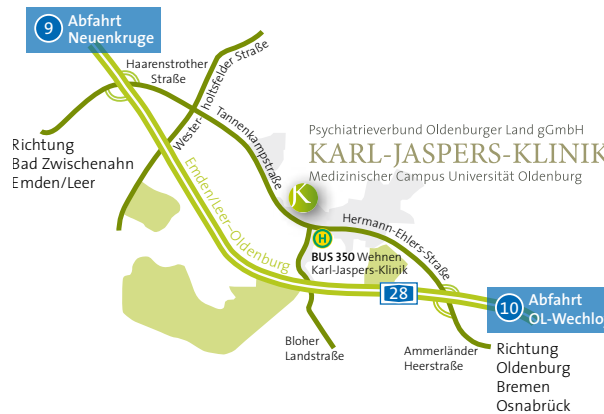 9 Abfahrt
Neuenkruge
Haarenstrother
Straße
Wester-holtsfelder Straße
Tannenkampstraße
Richtung
Bad Zwischenahn
Emden/Leer
Psychiatrieverbund Oldenburger Land gGmbH
KARL-JASPERS-KLINIK
Medizinischer Campus Universität Oldenburg
K
Emden/Leer–Oldenburg
Hermann-Ehlers-Straße
H
BUS 350 Wehnen
Karl-Jaspers-Klinik
28
10 Abfahrt
OL-Wechlo
Bloher
Landstraße
Ammerländer
Heerstraße
Richtung
Oldenburg
Bremen
Osnabrück